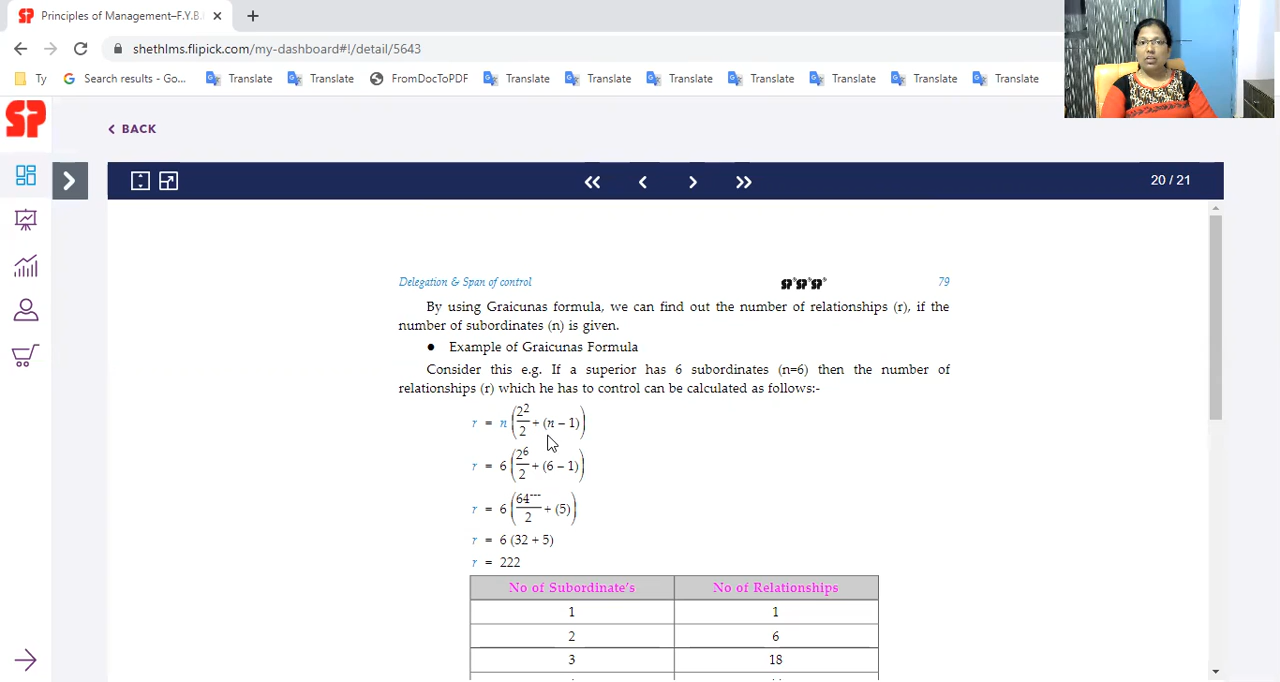 Principles of Management–F.Y.B.
shethlms.flipick.com/my-dashboard#!/detail/5643
Ty
Search results - Go...
Translate
Translate
FromDocToPDF
Translate
Translate
Translate
Translate
Translate
Translate
Translate
SP
BACK
20 / 21
Delegation & Span of control
79
By using Graicunas formula, we can find out the number of relationships (r), if the
number of subordinates (n) is given.
● Example of Graicunas Formula
Consider this e.g. If a superior has 6 subordinates (n=6) then the number of
relationships (r) which he has to control can be calculated as follows:-
r = n (2²/2 + (n – 1))
r = 6 (2⁶/2 + (6 – 1))
r = 6 (64---/2 + (5))
r = 6 (32 + 5)
r = 222
No of Subordinate's No of Relationships
1 1
2 6
3 18